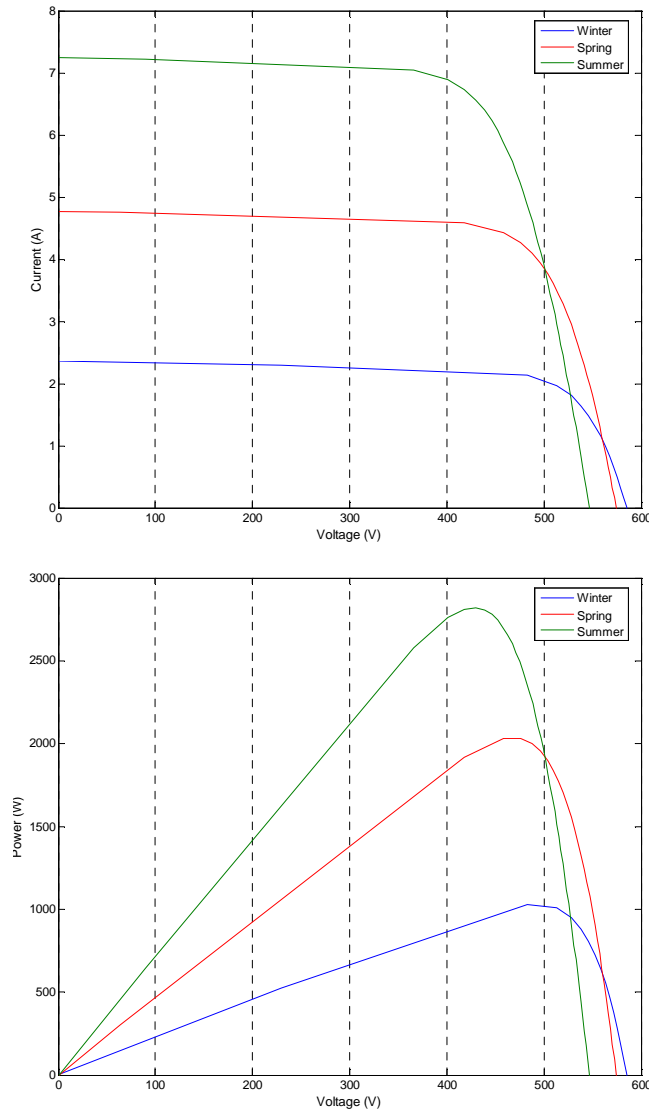 8
7
6
5
4
3
2
1
0
Current (A)
Winter
Spring
Summer
0 100 200 300 400 500 600
Voltage (V)
3000
2500
2000
1500
1000
500
0
Power (W)
Winter
Spring
Summer
0 100 200 300 400 500 600
Voltage (V)